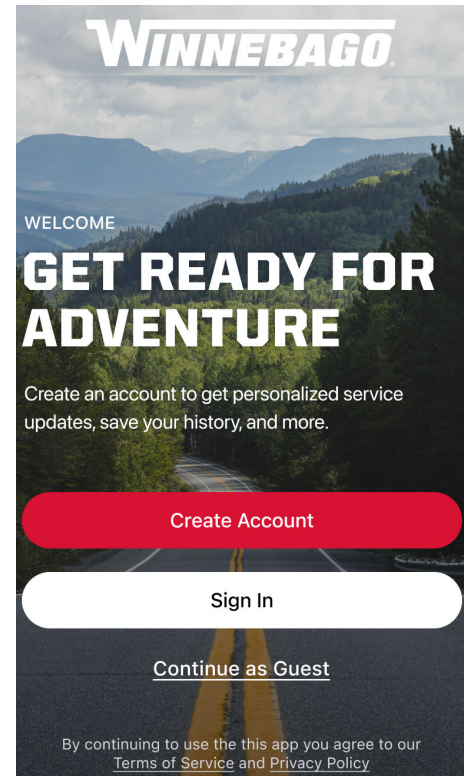 WINNEBAGO
WELCOME
GET READY FOR
ADVENTURE
Create an account to get personalized service
updates, save your history, and more.
Create Account
Sign In
Continue as Guest
By continuing to use the this app you agree to our
Terms of Service and Privacy Policy